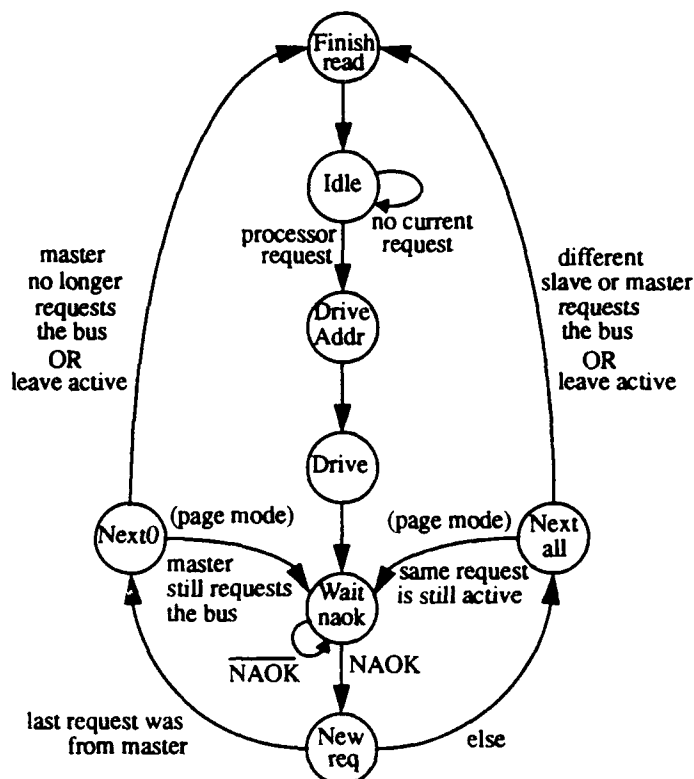 Finish
read
Idle
no current
request
processor
request
master
no longer
requests
the bus
OR
leave active
different
slave or master
requests
the bus
OR
leave active
Drive
Addr
Drive
Next0
(page mode)
master
still requests
the bus
(page mode)
same request
is still active
Next
all
Wait
naok
NAOK
NAOK
last request was
from master
New
req
else